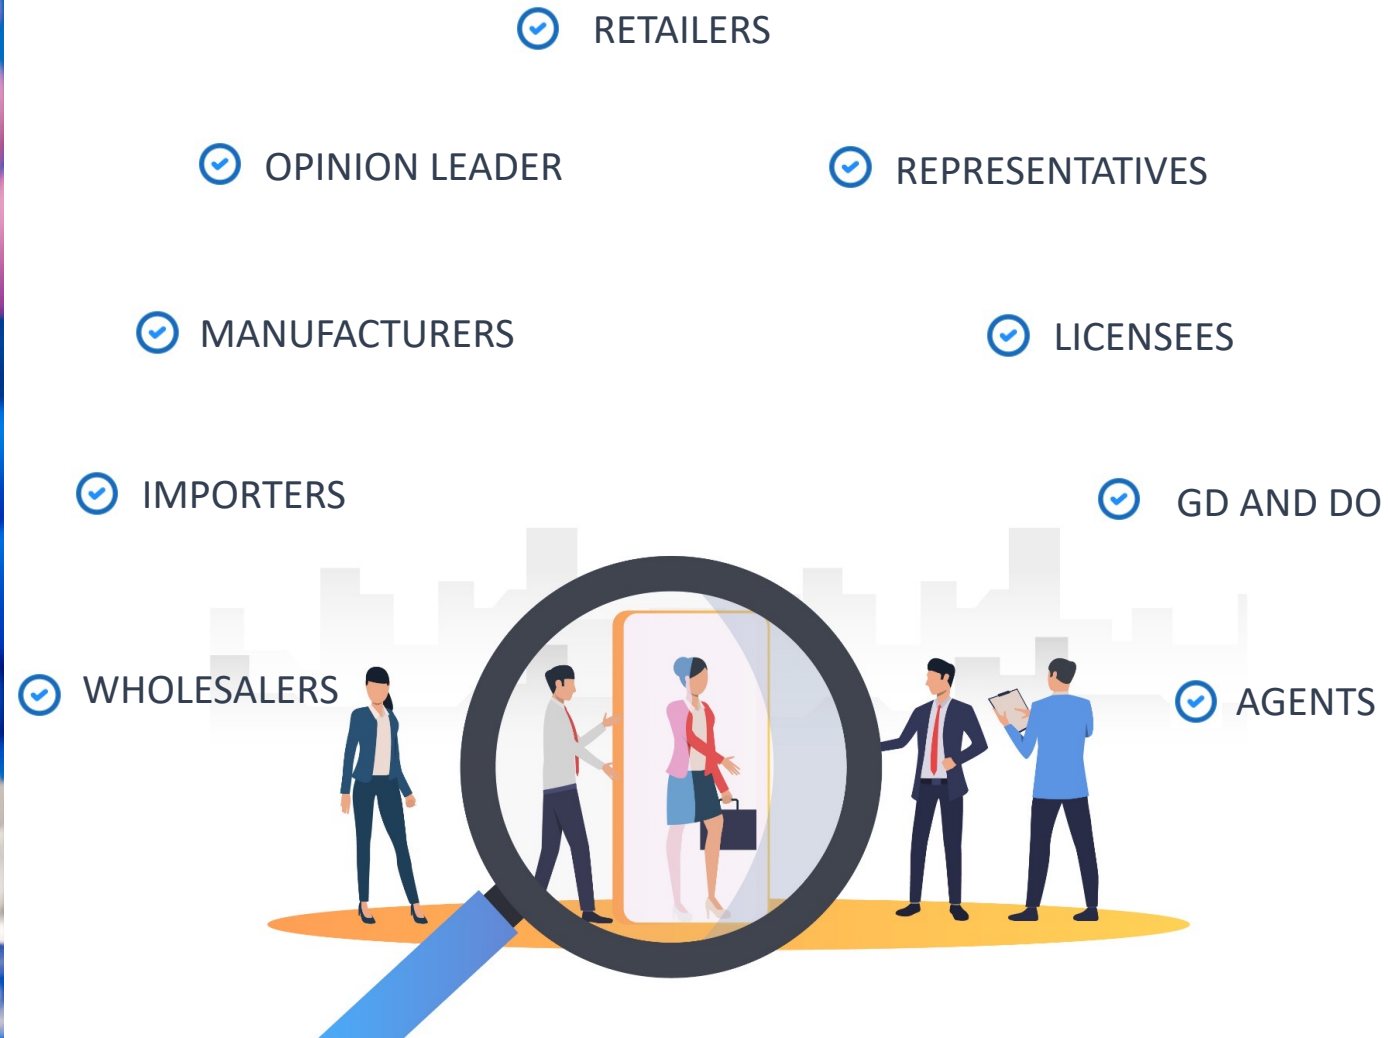 RETAILERS
OPINION LEADER
REPRESENTATIVES
MANUFACTURERS
LICENSEES
IMPORTERS
GD AND DO
WHOLESALERS
AGENTS